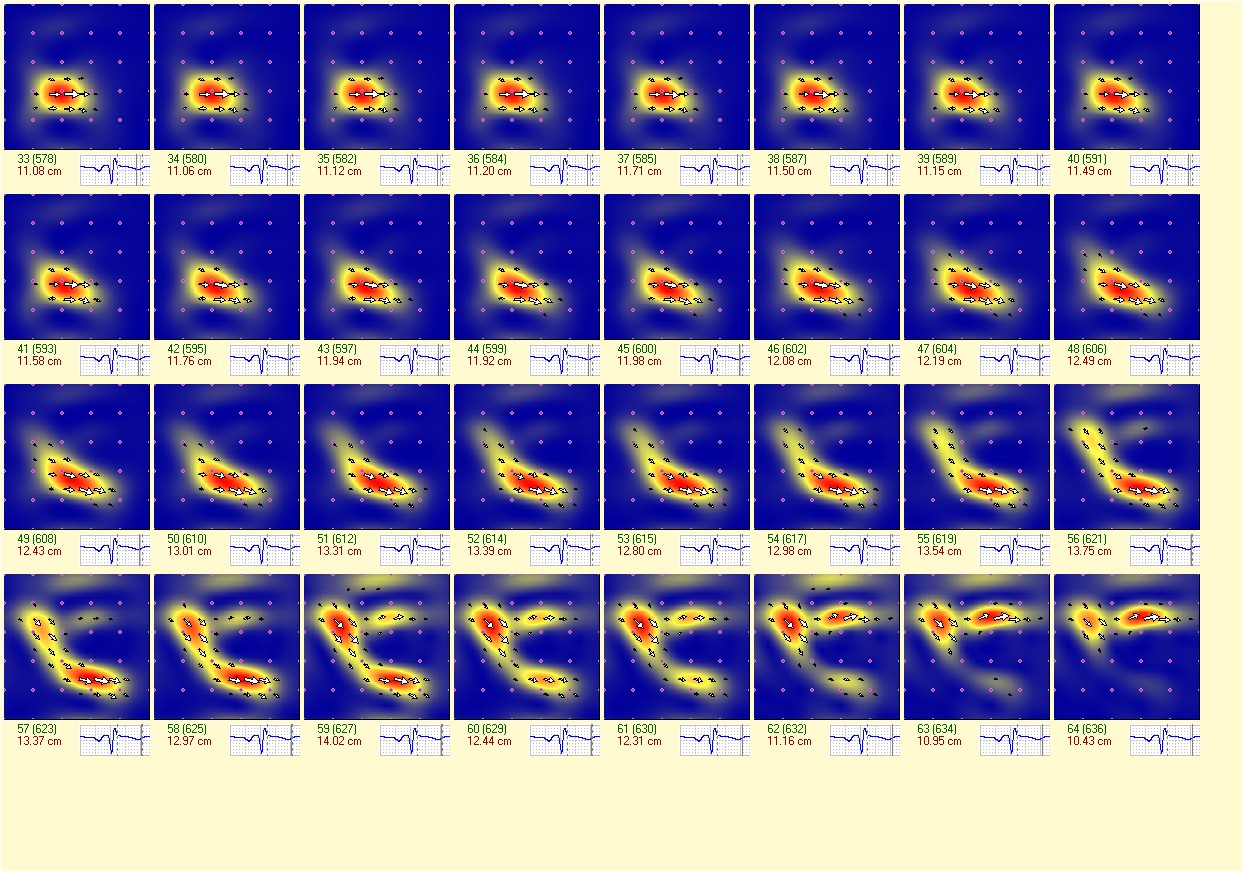 33 (578)
11.08 cm
34 (580)
11.06 cm
35 (582)
11.12 cm
36 (584)
11.20 cm
37 (585)
11.71 cm
38 (587)
11.50 cm
39 (589)
11.15 cm
40 (591)
11.49 cm
41 (593)
11.58 cm
42 (595)
11.76 cm
43 (597)
11.94 cm
44 (599)
11.92 cm
45 (600)
11.98 cm
46 (602)
12.08 cm
47 (604)
12.19 cm
48 (606)
12.49 cm
49 (608)
12.43 cm
50 (610)
13.01 cm
51 (612)
13.31 cm
52 (614)
13.39 cm
53 (615)
12.80 cm
54 (617)
12.98 cm
55 (619)
13.54 cm
56 (621)
13.75 cm
57 (623)
13.37 cm
58 (625)
12.97 cm
59 (627)
14.02 cm
60 (629)
12.44 cm
61 (630)
12.31 cm
62 (632)
11.16 cm
63 (634)
10.95 cm
64 (636)
10.43 cm